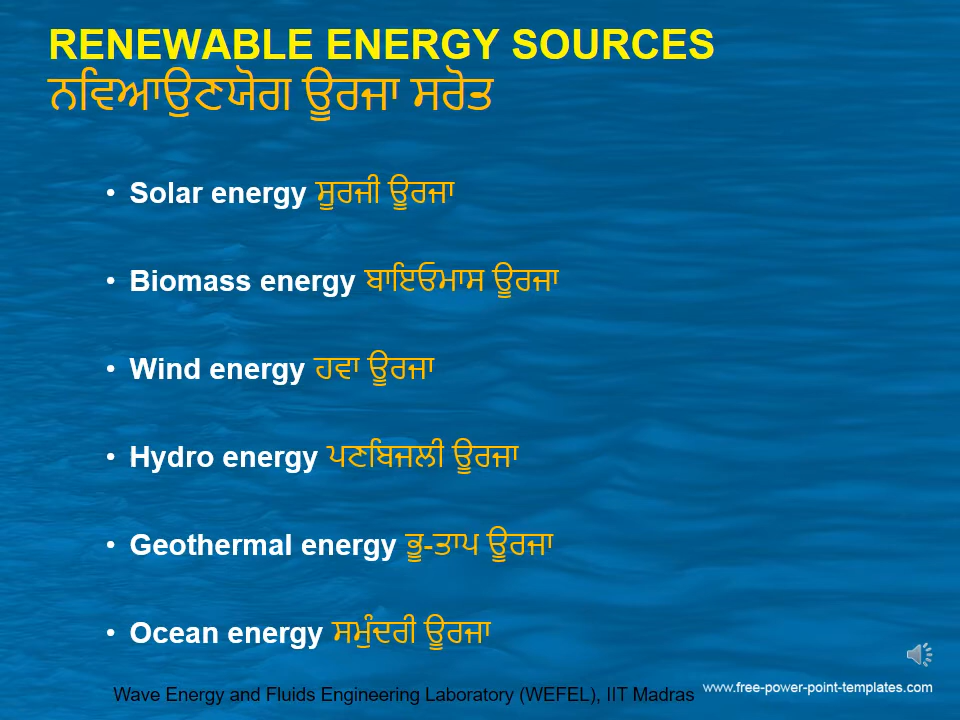 RENEWABLE ENERGY SOURCES
ਨਵਿਆਉਣਯੋਗ ਊਰਜਾ ਸਰੋਤ
• Solar energy ਸੂਰਜੀ ਊਰਜਾ
• Biomass energy ਬਾਇਓਮਾਸ ਊਰਜਾ
• Wind energy ਹਵਾ ਊਰਜਾ
• Hydro energy ਪਣਬਿਜਲੀ ਊਰਜਾ
• Geothermal energy ਭੂ-ਤਾਪ ਊਰਜਾ
• Ocean energy ਸਮੁੰਦਰੀ ਊਰਜਾ
Wave Energy and Fluids Engineering Laboratory (WEFEL), IIT Madras
www.free-power-point-templates.com